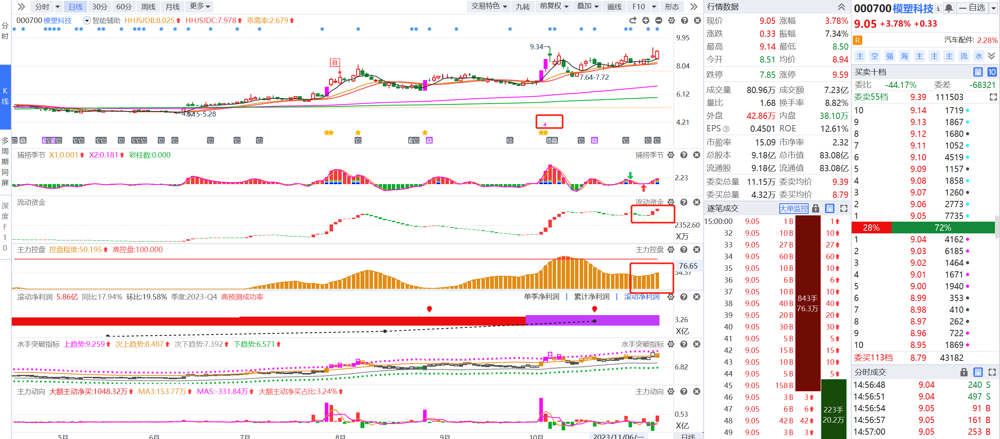 分时 日线 30分 60分 周线 月线 更多 交易特色 九转 前复权 叠加 画线 F10 形态
分时
K线
多周期同屏
深度F10
000700 模塑科技 智能辅助 HHJSJDB:8.025 HHJSJDC:7.978 乖离率:2.679
9.95
8.04
6.12
4.21
自
9.34→
7.64-7.72
5.15-5.28
捕捞季节 X1:0.001 X2:0.181 彩柱数:0.000 捕捞季节
2.23
流动资金 流动资金
2352.60
X万
主力控盘 控盘程度:50.195 高控盘:100.000 主力控盘
76.65
54.57
滚动净利润 5.86亿 同比:17.94% 环比:19.58% 季度:2023-Q4 高预测成功率 单季净利润 | 累计净利润 | 滚动净利润
3.26
X亿
水手突破指标 上趋势:9.259 次上趋势:8.487 次下趋势:7.392 下趋势:6.571 水手突破指标
6.82
主力动向 大额主动净买:1048.32万 MA3:153.77万 MA5:-331.84万 大额主动净买占比:3.24% 主力动向
0.53
X亿
5月 6月 7月 8月 9月 10月 2023/11/06/一 日线
行情数据
现价 9.05 涨幅 3.78%
涨跌 0.33 振幅 7.34%
最高 9.14 最低 8.50
今开 8.51 均价 8.94
跌停 7.85 涨停 9.59
成交量 80.96万 成交额 7.23亿
量比 1.68 换手率 8.82%
外盘 42.86万 内盘 38.10万
EPS ③ 0.4501 ROE 12.61%
市盈率 15.09 市净率 2.32
总股本 9.18亿 总市值 83.08亿
流通股 9.18亿 流通值 83.08亿
委卖总量 11.15万 委卖均价 9.39
委买总量 4.32万 委买均价 8.79
逐笔成交 大单监控 量
15:00:00 9.05 1 B 1
32 9.05 10 B 10
33 9.05 27 B 27
34 9.05 60 B 60
35 9.05 10 B 10
36 9.05 6 B 6
37 9.05 10 B 10
38 9.05 40 B 40
39 9.05 20 B 20
40 9.05 30 B 30
41 9.05 5 B 5
42 9.05 15 B 15
43 9.05 10 B 10
44 9.05 5 B 5
45 9.05 158 B
46 9.05 3 B 3
47 9.05 6 B 6
48 9.05 42 B 42
49 9.05 3 B 3
843手
76.3万
223手
20.2万
000700 模塑科技 自选
9.05 +3.78% +0.33
R 汽车配件: 2.28%
主 空 强 海 主 主 主 流 水
买卖十档 量 10
委比 -44.17% 委差 -68321
委卖55档 9.39 111503
10 9.14 1719
9 9.13 1867
8 9.12 1680
7 9.11 1052
6 9.10 4519
5 9.09 1157
4 9.08 1858
3 9.07 1260
2 9.06 2773
1 9.05 7735
28% 72%
1 9.04 4162
2 9.03 6185
3 9.02 1464
4 9.01 1671
5 9.00 1940
6 8.99 353
7 8.98 410
8 8.97 262
9 8.96 722
10 8.95 1869
委买113档 8.79 43182
分时成交 量
14:56:48 9.04 240 S
14:56:51 9.04 497 S
14:56:54 9.05 91 B
14:56:57 9.05 161 B
14:57:00 9.05 253 B